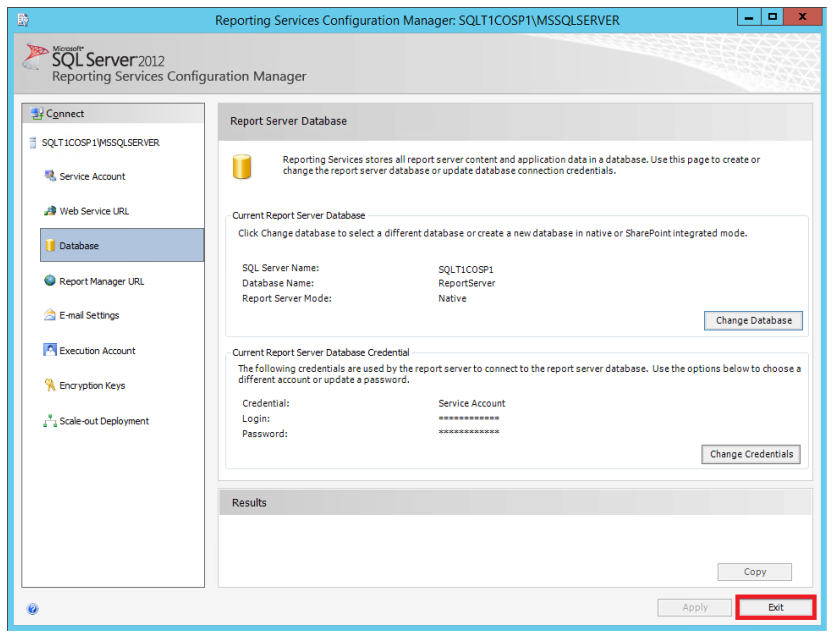 Reporting Services Configuration Manager: SQLT1COSP1\MSSQLSERVER
Microsoft
SQL Server 2012
Reporting Services Configuration Manager
Connect
SQLT1COSP1\MSSQLSERVER
Service Account
Web Service URL
Database
Report Manager URL
E-mail Settings
Execution Account
Encryption Keys
Scale-out Deployment
Report Server Database
Reporting Services stores all report server content and application data in a database. Use this page to create or
change the report server database or update database connection credentials.
Current Report Server Database
Click Change database to select a different database or create a new database in native or SharePoint integrated mode.
SQL Server Name: SQLT1COSP1
Database Name: ReportServer
Report Server Mode: Native
Change Database
Current Report Server Database Credential
The following credentials are used by the report server to connect to the report server database. Use the options below to choose a
different account or update a password.
Credential: Service Account
Login: ************
Password: ************
Change Credentials
Results
Copy
Apply
Exit